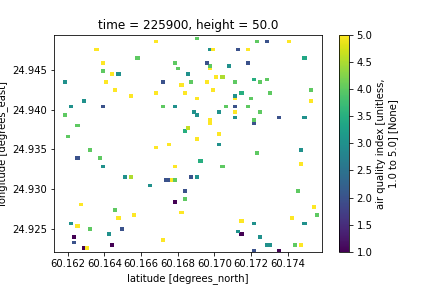 time = 225900, height = 50.0
24.945
24.940
24.935
24.930
24.925
longitude [degrees_east]
60.162 60.164 60.166 60.168 60.170 60.172 60.174
latitude [degrees_north]
5.0
4.5
4.0
3.5
3.0
2.5
2.0
1.5
1.0
air quality index [unitless,
1.0 to 5.0] [None]